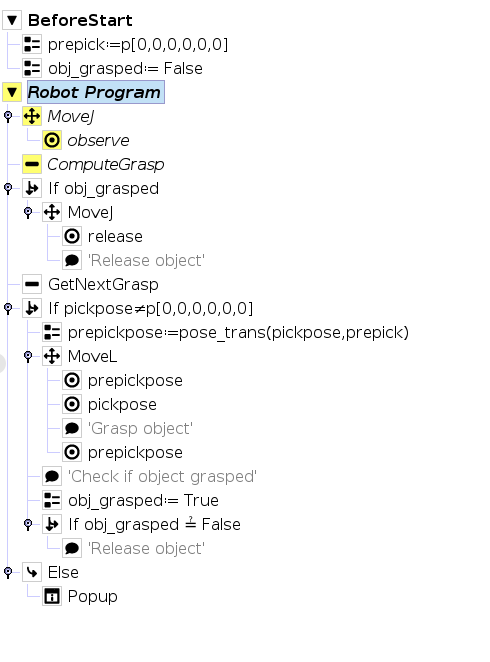 BeforeStart
prepick:=p[0,0,0,0,0,0]
obj_grasped:= False
Robot Program
MoveJ
observe
ComputeGrasp
If obj_grasped
MoveJ
release
'Release object'
GetNextGrasp
If pickpose≠p[0,0,0,0,0,0]
prepickpose:=pose_trans(pickpose,prepick)
MoveL
prepickpose
pickpose
'Grasp object'
prepickpose
'Check if object grasped'
obj_grasped:= True
If obj_grasped ≟ False
'Release object'
Else
Popup